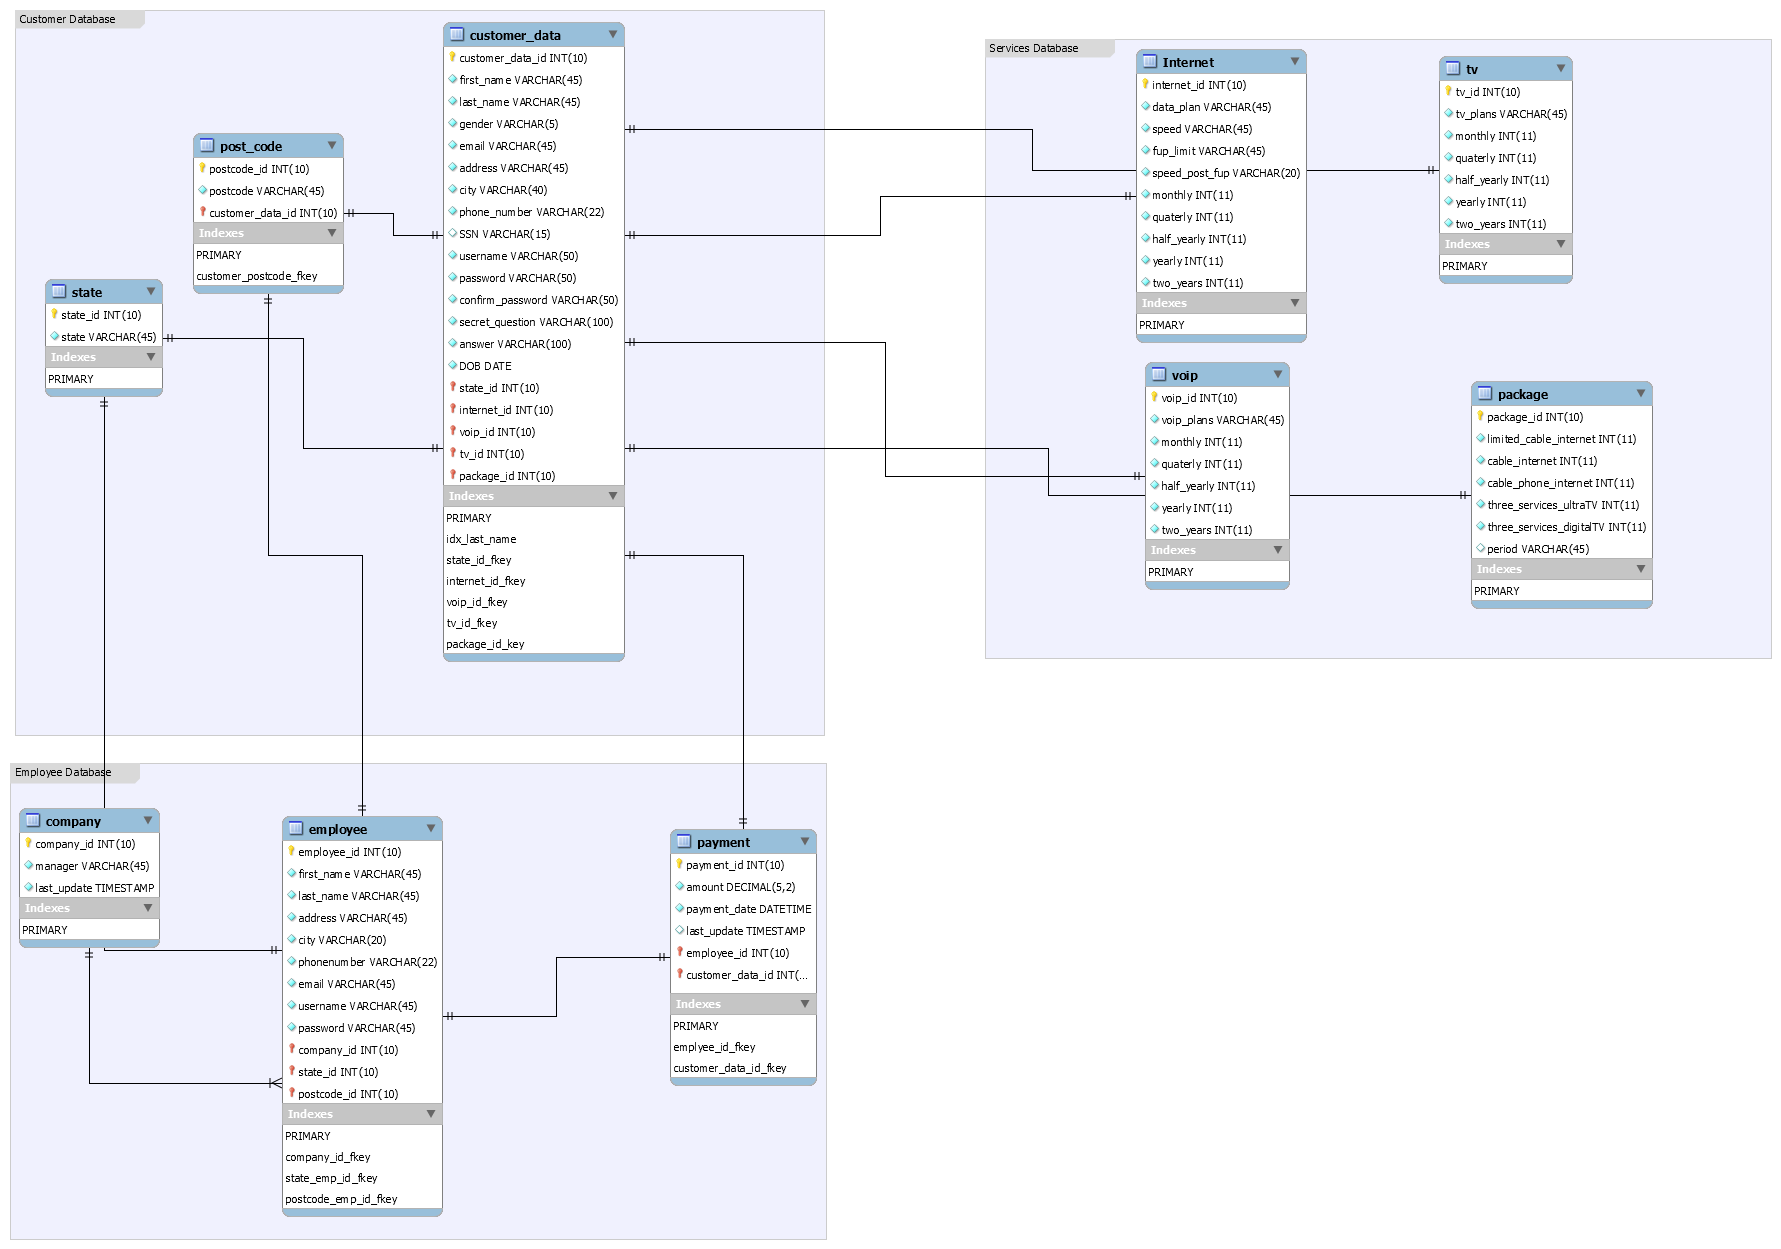 Customer Database
customer_data
customer_data_id INT(10)
first_name VARCHAR(45)
last_name VARCHAR(45)
gender VARCHAR(5)
email VARCHAR(45)
address VARCHAR(45)
city VARCHAR(40)
phone_number VARCHAR(22)
SSN VARCHAR(15)
username VARCHAR(50)
password VARCHAR(50)
confirm_password VARCHAR(50)
secret_question VARCHAR(100)
answer VARCHAR(100)
DOB DATE
state_id INT(10)
internet_id INT(10)
voip_id INT(10)
tv_id INT(10)
package_id INT(10)
Indexes
PRIMARY
idx_last_name
state_id_fkey
internet_id_fkey
voip_id_fkey
tv_id_fkey
package_id_key
post_code
postcode_id INT(10)
postcode VARCHAR(45)
customer_data_id INT(10)
Indexes
PRIMARY
customer_postcode_fkey
state
state_id INT(10)
state VARCHAR(45)
Indexes
PRIMARY
Services Database
Internet
internet_id INT(10)
data_plan VARCHAR(45)
speed VARCHAR(45)
fup_limit VARCHAR(45)
speed_post_fup VARCHAR(20)
monthly INT(11)
quaterly INT(11)
half_yearly INT(11)
yearly INT(11)
two_years INT(11)
Indexes
PRIMARY
tv
tv_id INT(10)
tv_plans VARCHAR(45)
monthly INT(11)
quaterly INT(11)
half_yearly INT(11)
yearly INT(11)
two_years INT(11)
Indexes
PRIMARY
voip
voip_id INT(10)
voip_plans VARCHAR(45)
monthly INT(11)
quaterly INT(11)
half_yearly INT(11)
yearly INT(11)
two_years INT(11)
Indexes
PRIMARY
package
package_id INT(10)
limited_cable_internet INT(11)
cable_internet INT(11)
cable_phone_internet INT(11)
three_services_ultraTV INT(11)
three_services_digitalTV INT(11)
period VARCHAR(45)
Indexes
PRIMARY
Employee Database
company
company_id INT(10)
manager VARCHAR(45)
last_update TIMESTAMP
Indexes
PRIMARY
employee
employee_id INT(10)
first_name VARCHAR(45)
last_name VARCHAR(45)
address VARCHAR(45)
city VARCHAR(20)
phonenumber VARCHAR(22)
email VARCHAR(45)
username VARCHAR(45)
password VARCHAR(45)
company_id INT(10)
state_id INT(10)
postcode_id INT(10)
Indexes
PRIMARY
company_id_fkey
state_emp_id_fkey
postcode_emp_id_fkey
payment
payment_id INT(10)
amount DECIMAL(5,2)
payment_date DATETIME
last_update TIMESTAMP
employee_id INT(10)
customer_data_id INT(...
Indexes
PRIMARY
emplyee_id_fkey
customer_data_id_fkey